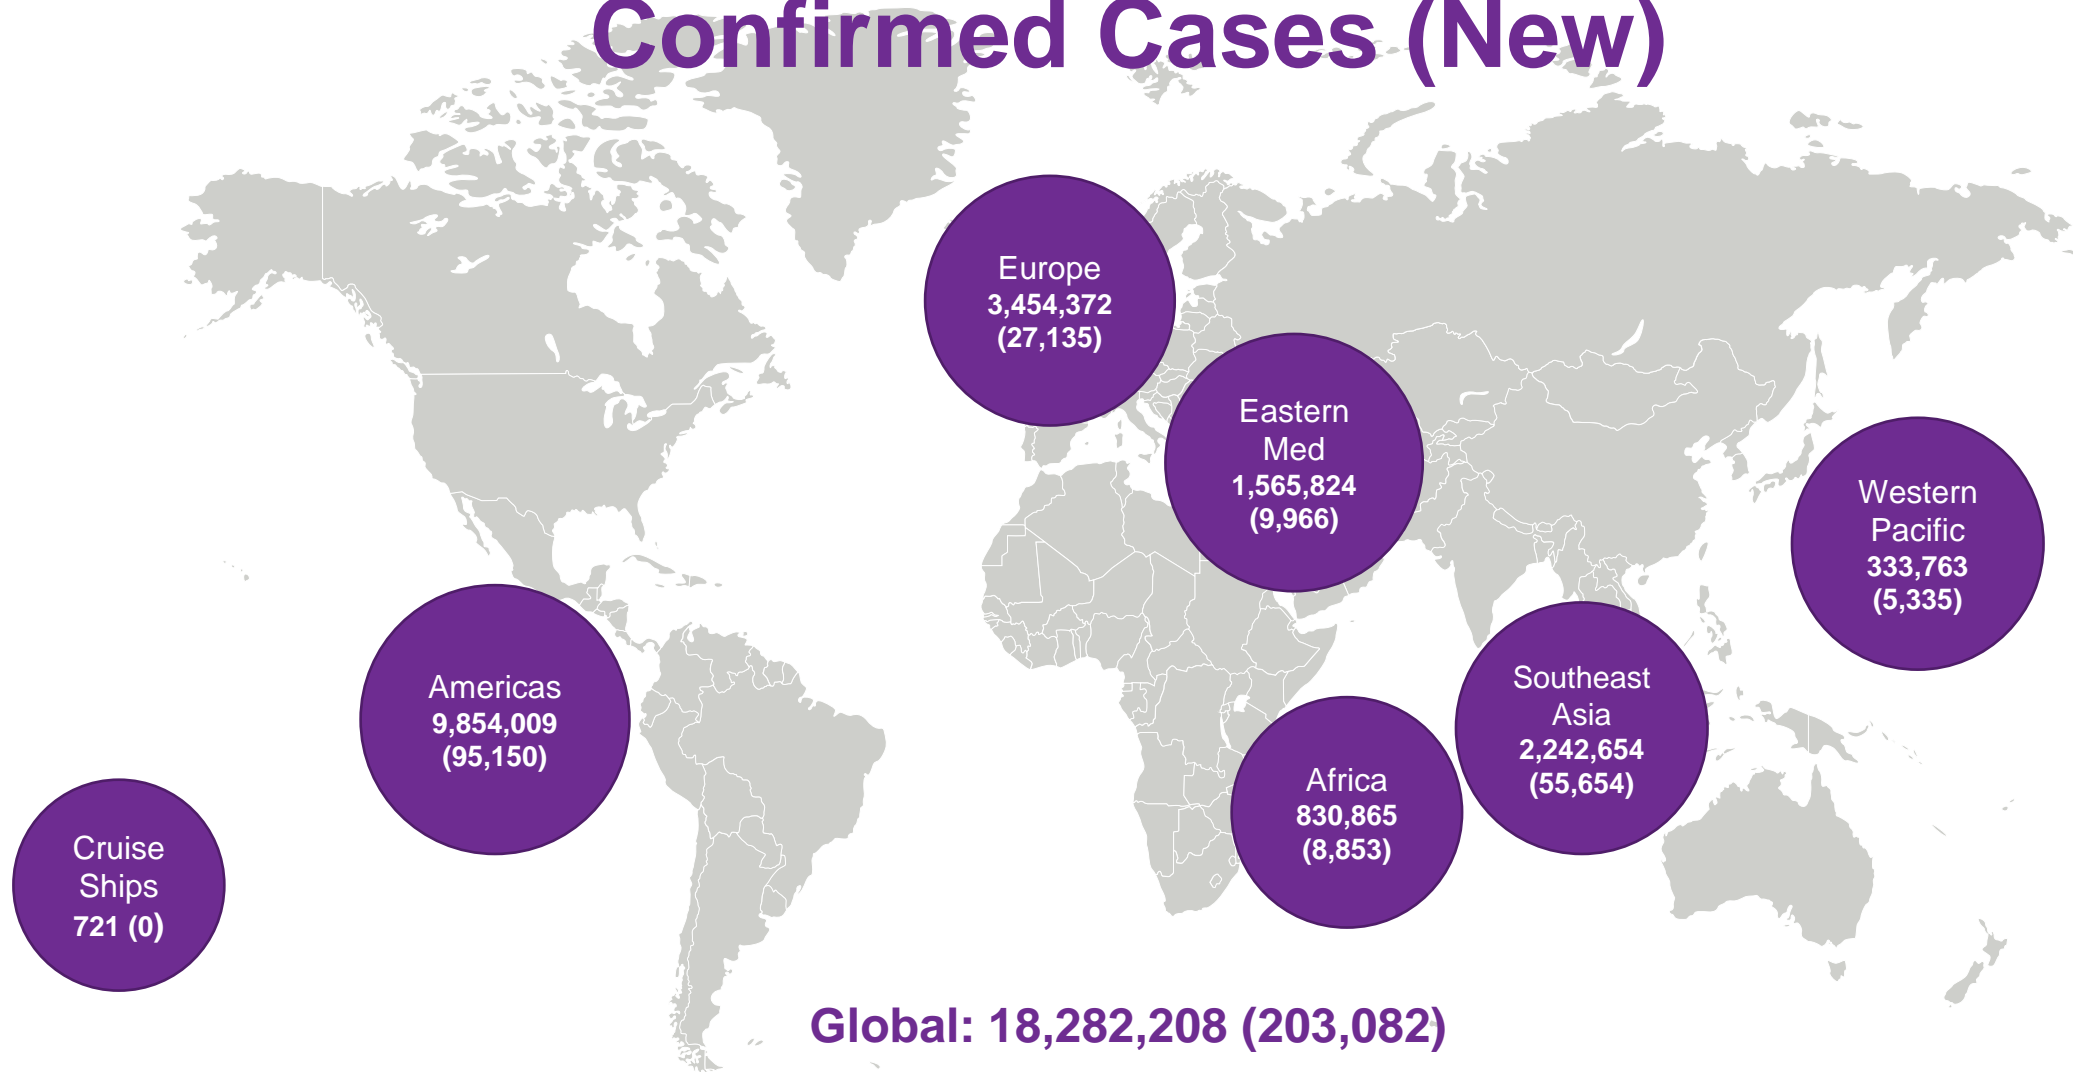 Confirmed Cases (New)
Europe
3,454,372
(27,135)
Eastern
Med
1,565,824
(9,966)
Western
Pacific
333,763
(5,335)
Americas
9,854,009
(95,150)
Southeast
Asia
2,242,654
(55,654)
Africa
830,865
(8,853)
Cruise
Ships
721 (0)
Global: 18,282,208 (203,082)